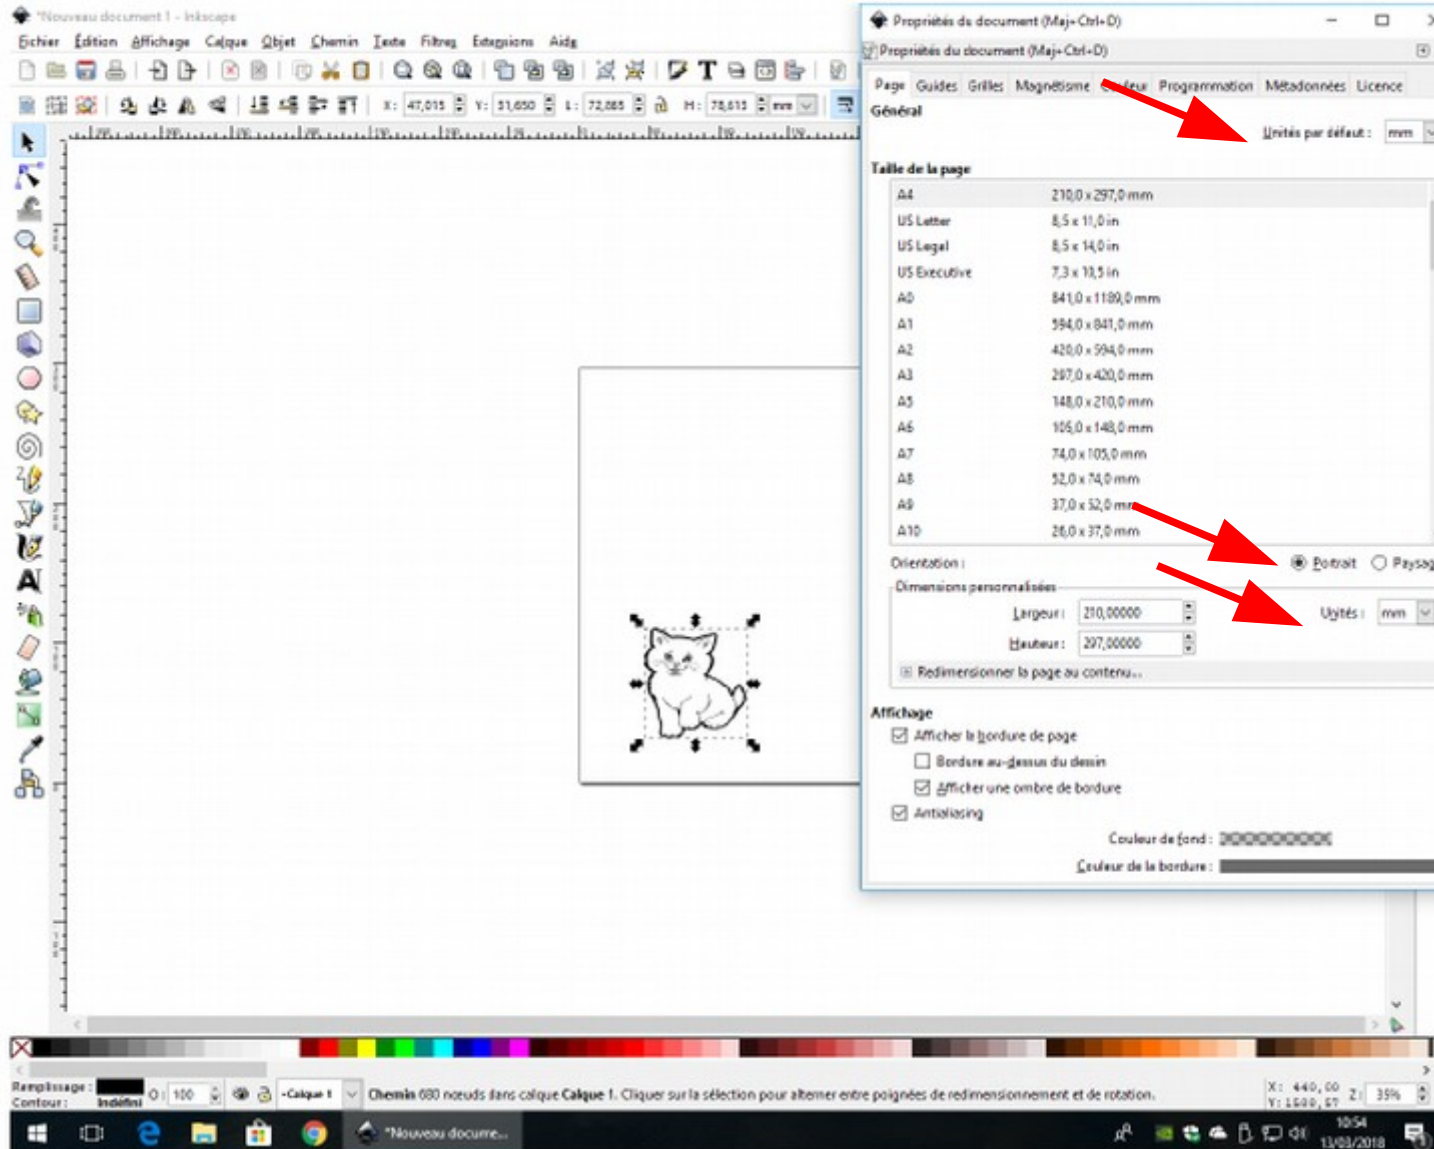 *Nouveau document 1 - Inkscape
Fichier Édition Affichage Calque Objet Chemin Texte Filtres Extensions Aide
X: 47,015 Y: 51,650 L: 72,865 H: 78,615 mm
Propriétés du document (Maj+Ctrl+D)
Propriétés du document (Maj+Ctrl+D)
Page Guides Grilles Magnétisme Couleur Programmation Métadonnées Licence
Général
Unités par défaut : mm
Taille de la page
A4 210,0 x 297,0 mm
US Letter 8,5 x 11,0 in
US Legal 8,5 x 14,0 in
US Executive 7,3 x 10,5 in
A0 841,0 x 1189,0 mm
A1 594,0 x 841,0 mm
A2 420,0 x 594,0 mm
A3 297,0 x 420,0 mm
A5 148,0 x 210,0 mm
A6 105,0 x 148,0 mm
A7 74,0 x 105,0 mm
A8 52,0 x 74,0 mm
A9 37,0 x 52,0 mm
A10 26,0 x 37,0 mm
Orientation : Portrait Paysag
Dimensions personnalisées
Largeur : 210,00000 Unités : mm
Hauteur : 297,00000
Redimensionner la page au contenu...
Affichage
Afficher la bordure de page
Bordure au-dessus du dessin
Afficher une ombre de bordure
Antialiasing
Couleur de fond :
Couleur de la bordure :
Remplissage :
Contour : Indéfini
O: 100
-Calque 1
Chemin 680 nœuds dans calque Calque 1. Cliquer sur la sélection pour alterner entre poignées de redimensionnement et de rotation.
X: 440,00
Y: 1500,57
Z: 35%
*Nouveau docume...
10:54
13/03/2018